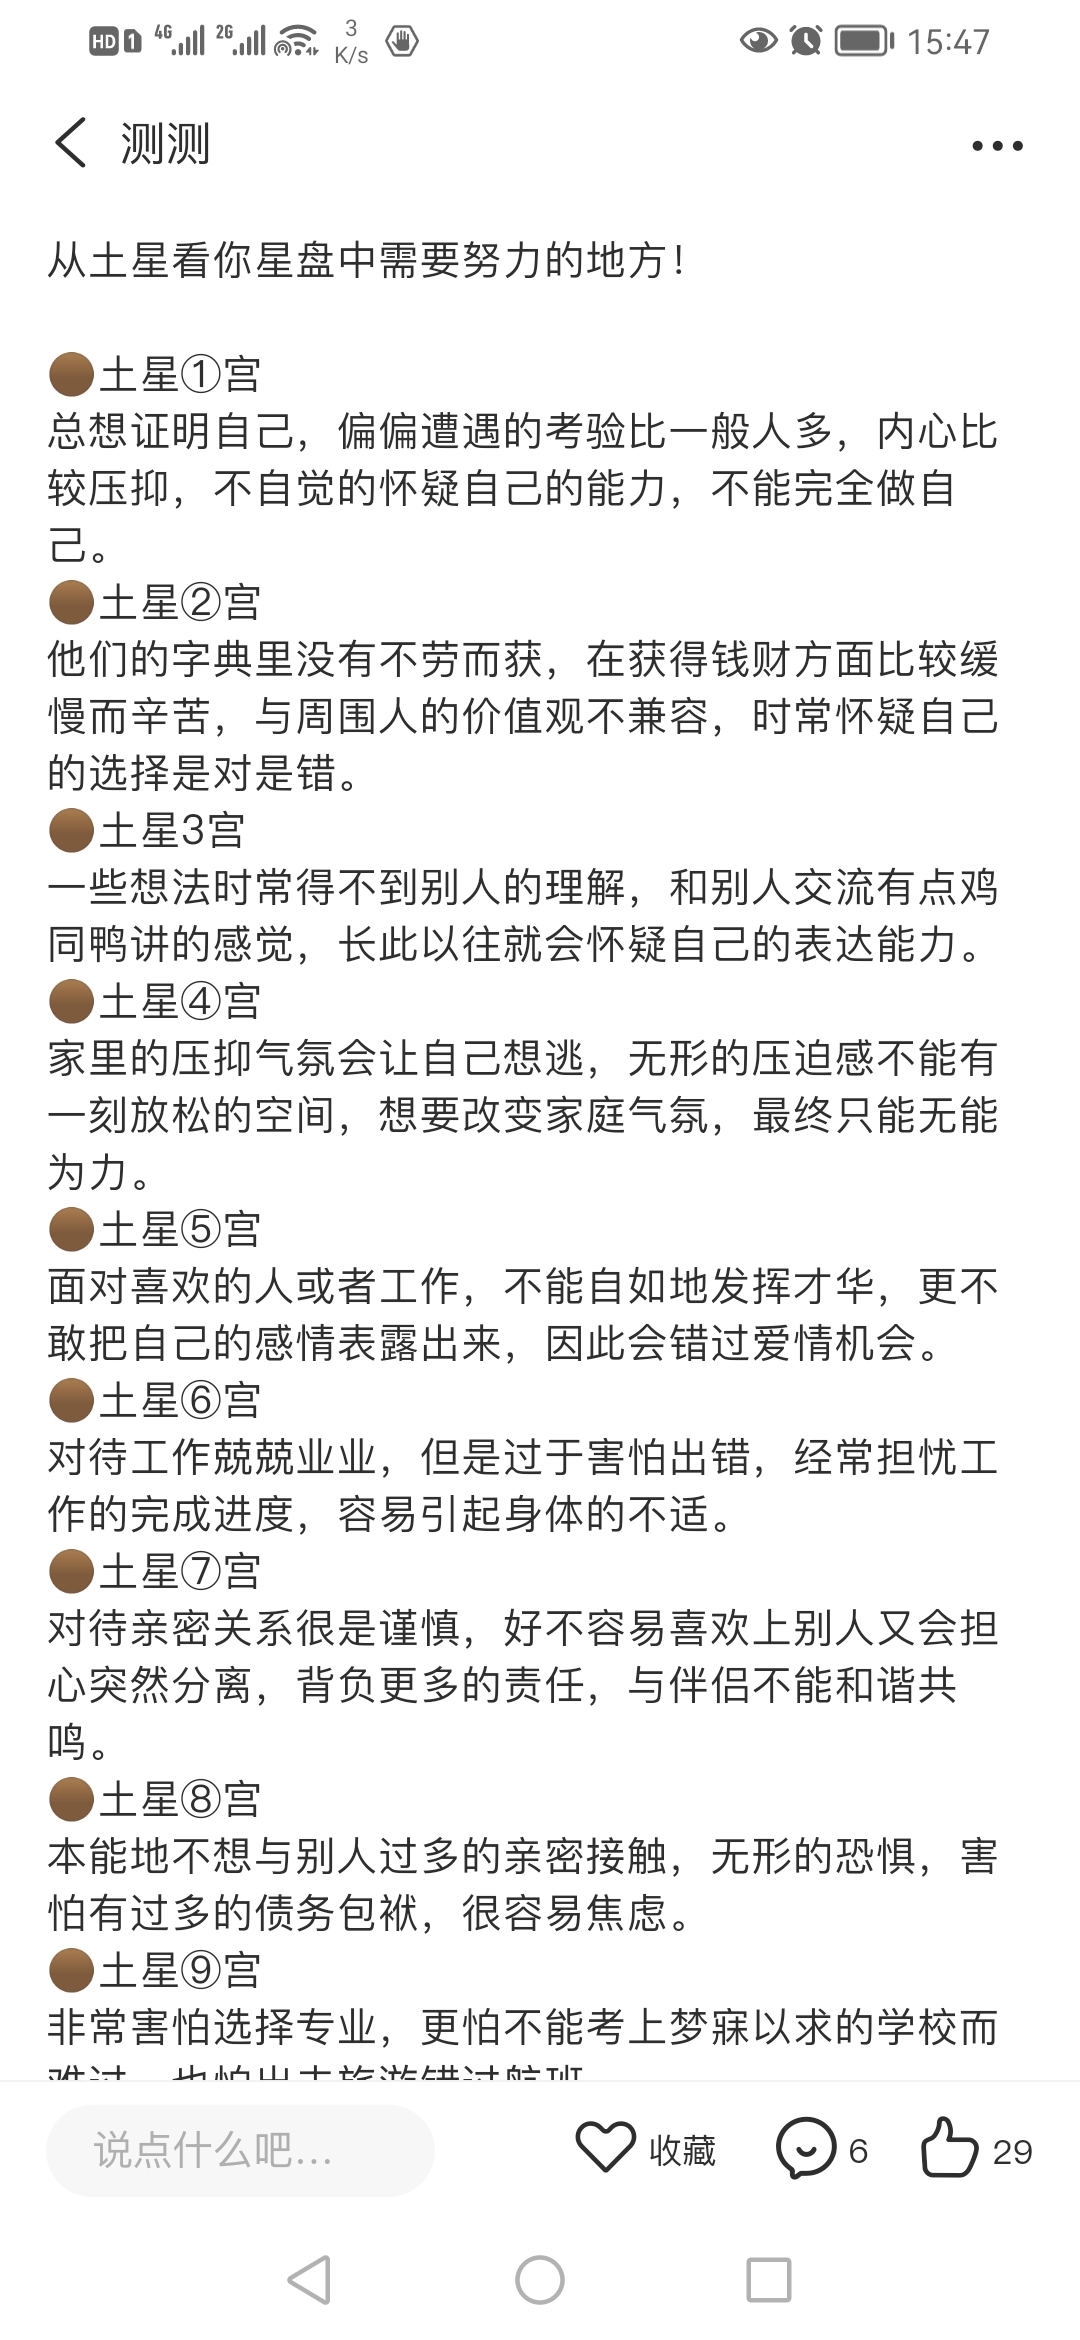 HD 1 4G 2G 3 K/s 15:47
测测
从土星看你星盘中需要努力的地方！
土星①宫
总想证明自己，偏偏遭遇的考验比一般人多，内心比
较压抑，不自觉的怀疑自己的能力，不能完全做自
己。
土星②宫
他们的字典里没有不劳而获，在获得钱财方面比较缓
慢而辛苦，与周围人的价值观不兼容，时常怀疑自己
的选择是对是错。
土星3宫
一些想法时常得不到别人的理解，和别人交流有点鸡
同鸭讲的感觉，长此以往就会怀疑自己的表达能力。
土星④宫
家里的压抑气氛会让自己想逃，无形的压迫感不能有
一刻放松的空间，想要改变家庭气氛，最终只能无能
为力。
土星⑤宫
面对喜欢的人或者工作，不能自如地发挥才华，更不
敢把自己的感情表露出来，因此会错过爱情机会。
土星⑥宫
对待工作兢兢业业，但是过于害怕出错，经常担忧工
作的完成进度，容易引起身体的不适。
土星⑦宫
对待亲密关系很是谨慎，好不容易喜欢上别人又会担
心突然分离，背负更多的责任，与伴侣不能和谐共
鸣。
土星⑧宫
本能地不想与别人过多的亲密接触，无形的恐惧，害
怕有过多的债务包袱，很容易焦虑。
土星⑨宫
非常害怕选择专业，更怕不能考上梦寐以求的学校而
难过，也怕出去旅游错过航班
说点什么吧... 收藏 6 29